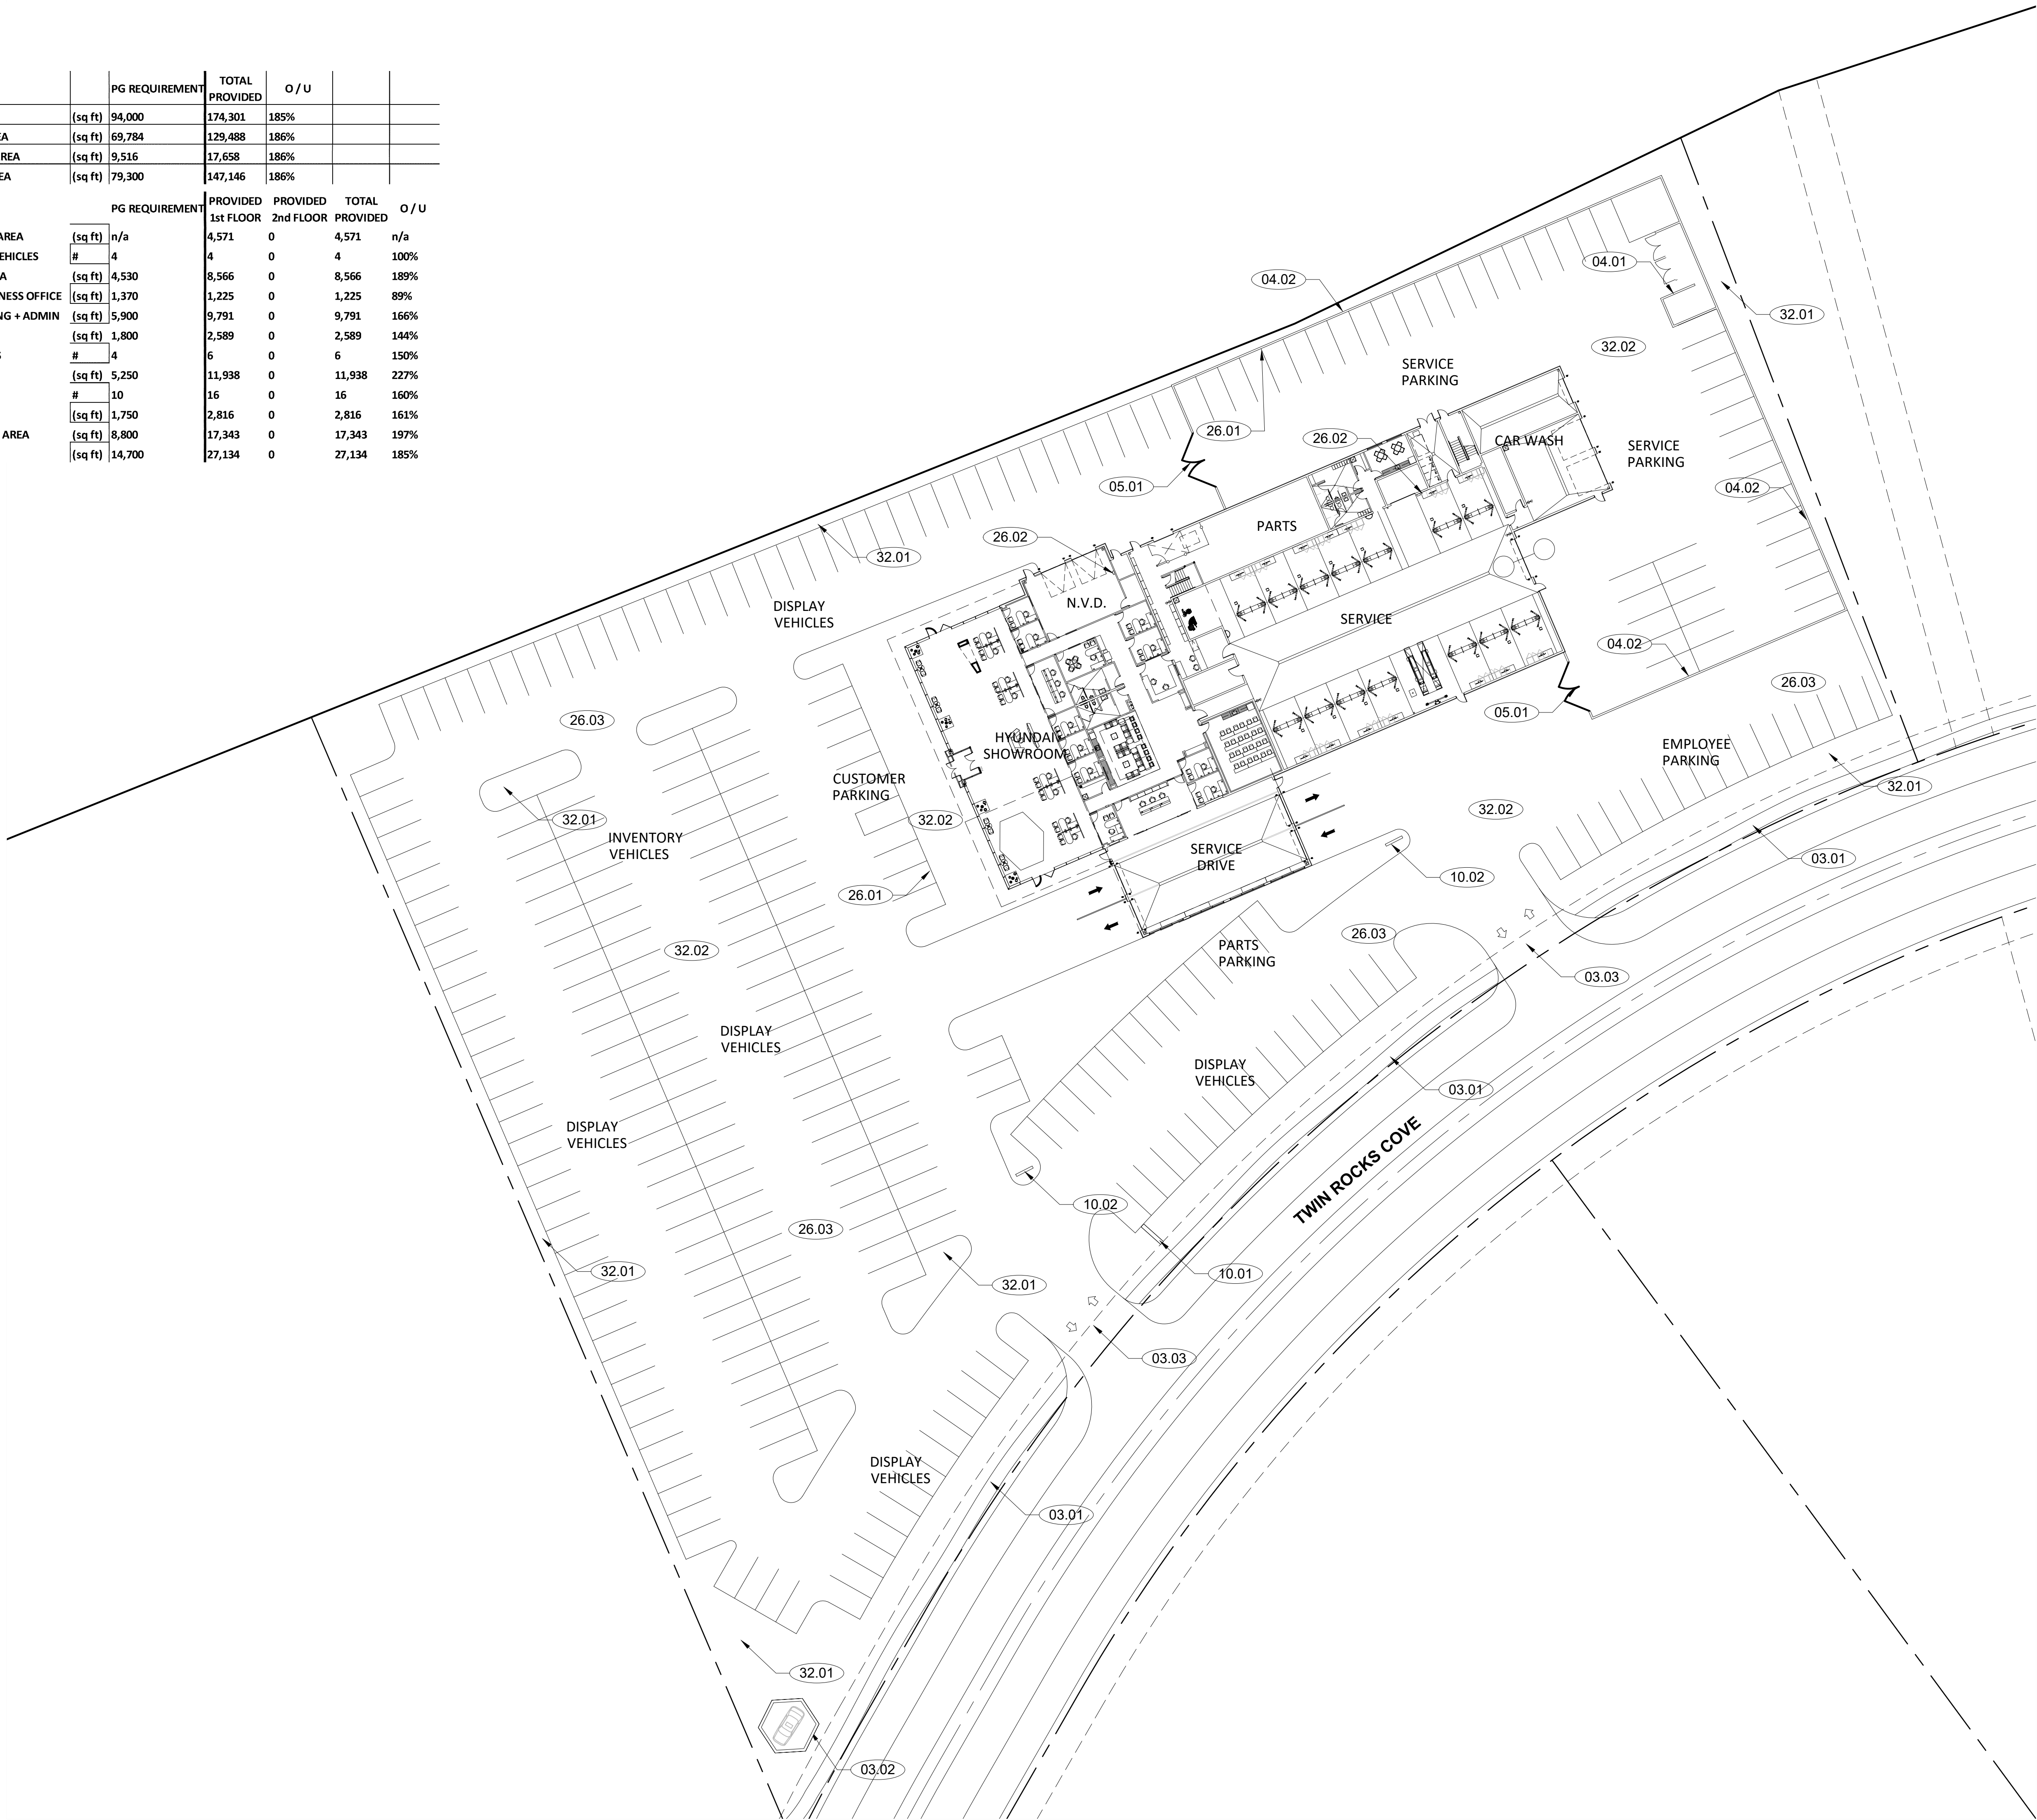 PG REQUIREMENT TOTAL PROVIDED O / U
(sq ft) 94,000 174,301 185%
EA (sq ft) 69,784 129,488 186%
REA (sq ft) 9,516 17,658 186%
EA (sq ft) 79,300 147,146 186%
PG REQUIREMENT PROVIDED 1st FLOOR PROVIDED 2nd FLOOR TOTAL PROVIDED O / U
AREA (sq ft) n/a 4,571 0 4,571 n/a
EHICLES # 4 4 0 4 100%
A (sq ft) 4,530 8,566 0 8,566 189%
NESS OFFICE (sq ft) 1,370 1,225 0 1,225 89%
NG + ADMIN (sq ft) 5,900 9,791 0 9,791 166%
(sq ft) 1,800 2,589 0 2,589 144%
S # 4 6 0 6 150%
(sq ft) 5,250 11,938 0 11,938 227%
# 10 16 0 16 160%
(sq ft) 1,750 2,816 0 2,816 161%
AREA (sq ft) 8,800 17,343 0 17,343 197%
(sq ft) 14,700 27,134 0 27,134 185%
04.01
04.02
32.01
32.02
SERVICE
PARKING
26.01
26.02
CAR WASH
SERVICE
PARKING
05.01
04.02
PARTS
26.02
32.01
DISPLAY
VEHICLES
N.V.D.
SERVICE
04.02
26.03
05.01
26.03
HYUNDAI
SHOWROOM
EMPLOYEE
PARKING
CUSTOMER
PARKING
32.01
32.02
32.01
32.02
INVENTORY
VEHICLES
SERVICE
DRIVE
03.01
10.02
26.01
26.03
PARTS
PARKING
32.02
03.03
DISPLAY
VEHICLES
DISPLAY
VEHICLES
03.01
DISPLAY
VEHICLES
TWIN ROCKS COVE
10.02
26.03
32.01
10.01
32.01
03.03
DISPLAY
VEHICLES
03.01
32.01
03.02